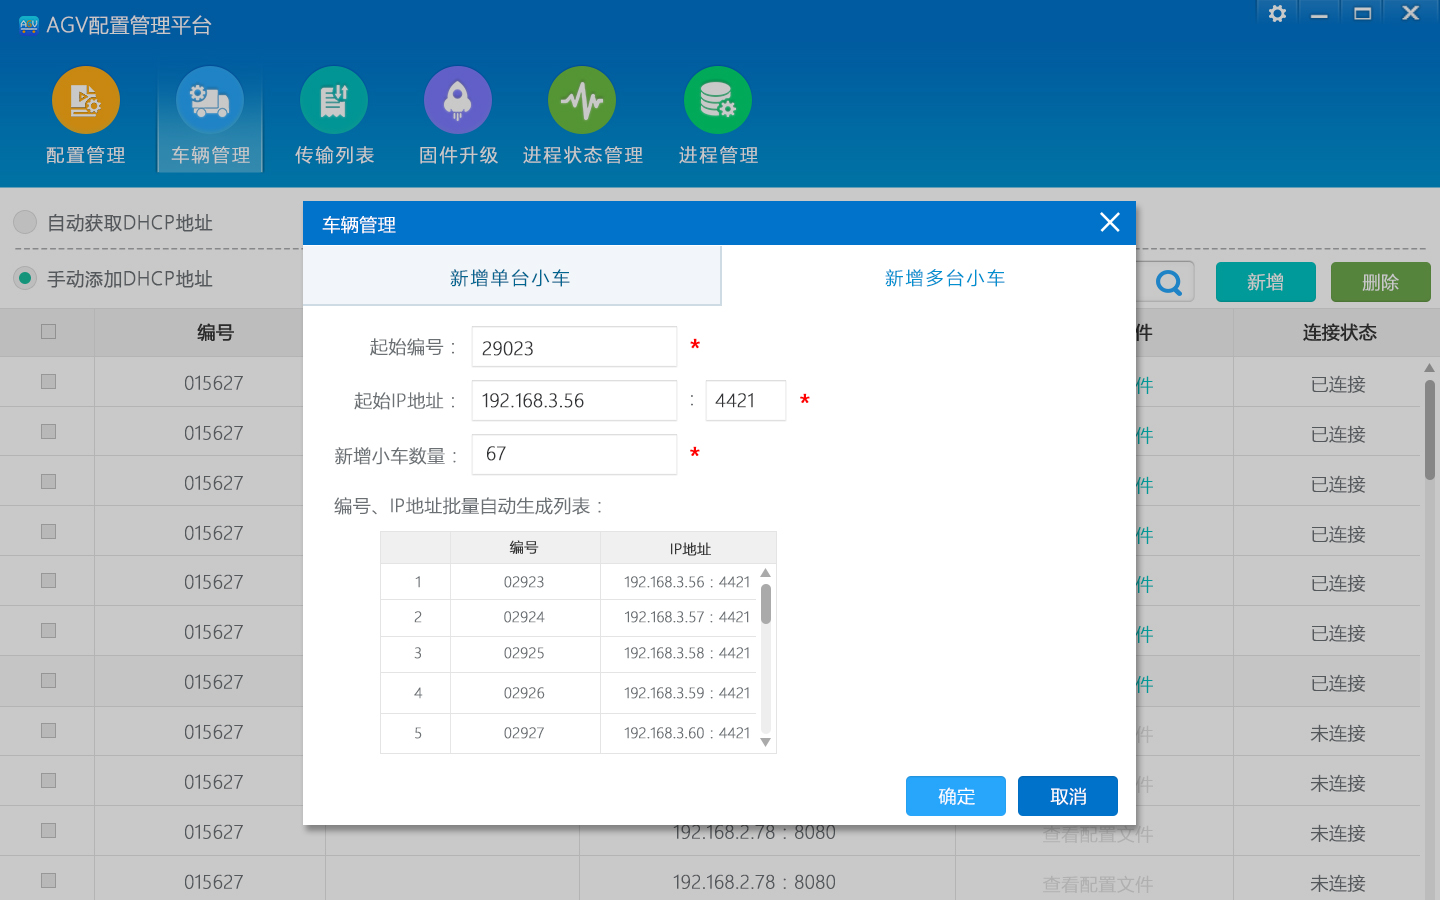 AGV配置管理平台
配置管理 车辆管理 传输列表 固件升级 进程状态管理 进程管理
自动获取DHCP地址
手动添加DHCP地址
新增 删除
编号 件 连接状态
015627 件 已连接
015627 件 已连接
015627 件 已连接
015627 件 已连接
015627 件 已连接
015627 件 已连接
015627 件 已连接
015627 件 未连接
015627 件 未连接
015627 192.168.2.78 : 8080 查看配置文件 未连接
015627 192.168.2.78 : 8080 查看配置文件 未连接
车辆管理
新增单台小车 新增多台小车
起始编号 : 29023 *
起始IP地址 : 192.168.3.56 : 4421 *
新增小车数量 : 67 *
编号、IP地址批量自动生成列表 :
编号 IP地址
1 02923 192.168.3.56 : 4421
2 02924 192.168.3.57 : 4421
3 02925 192.168.3.58 : 4421
4 02926 192.168.3.59 : 4421
5 02927 192.168.3.60 : 4421
确定 取消